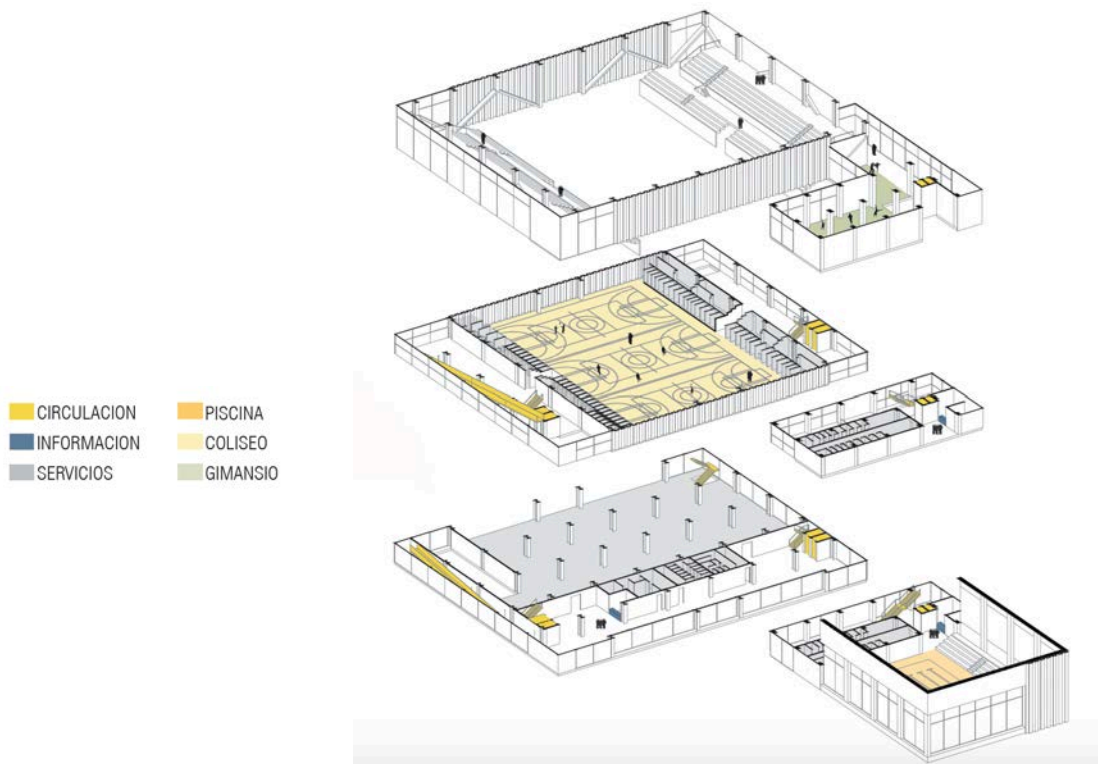 CIRCULACION
INFORMACION
SERVICIOS
PISCINA
COLISEO
GIMANSIO